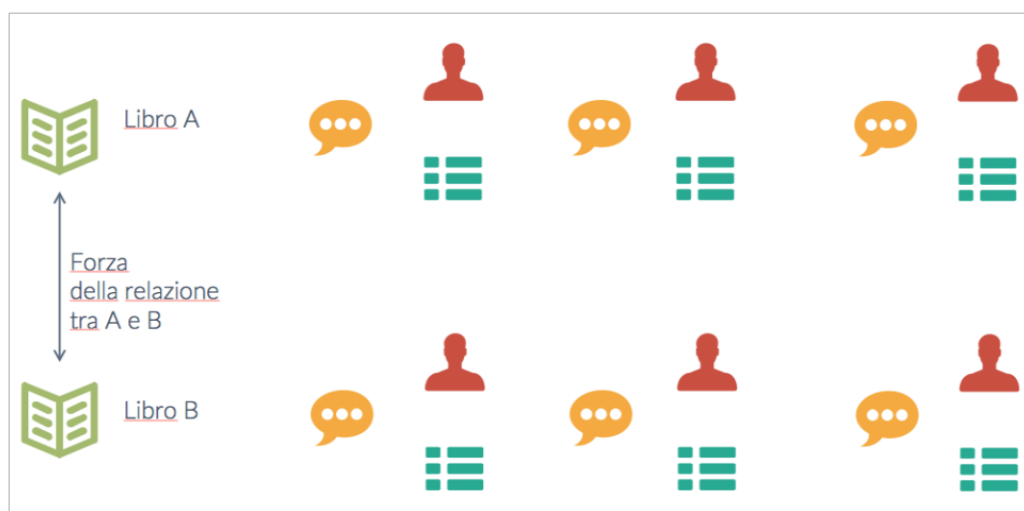 Libro A
Forza
della relazione
tra A e B
Libro B